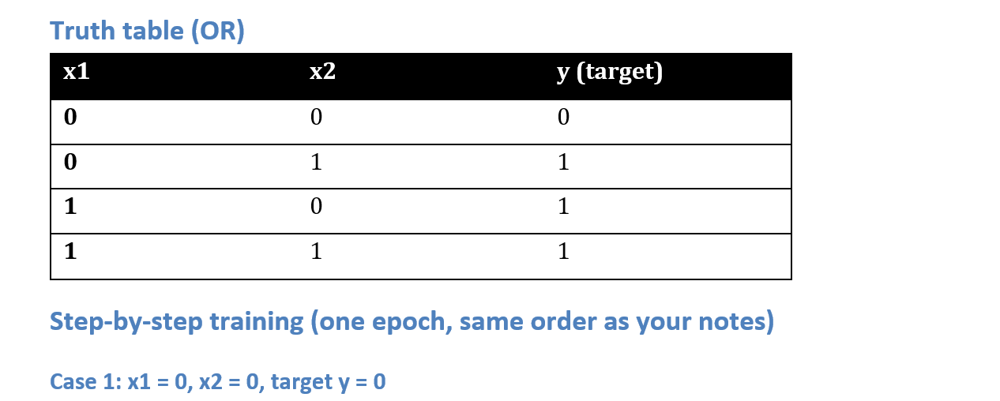 Truth table (OR)
x1 x2 y (target)
0 0 0
0 1 1
1 0 1
1 1 1
Step-by-step training (one epoch, same order as your notes)
Case 1: x1 = 0, x2 = 0, target y = 0